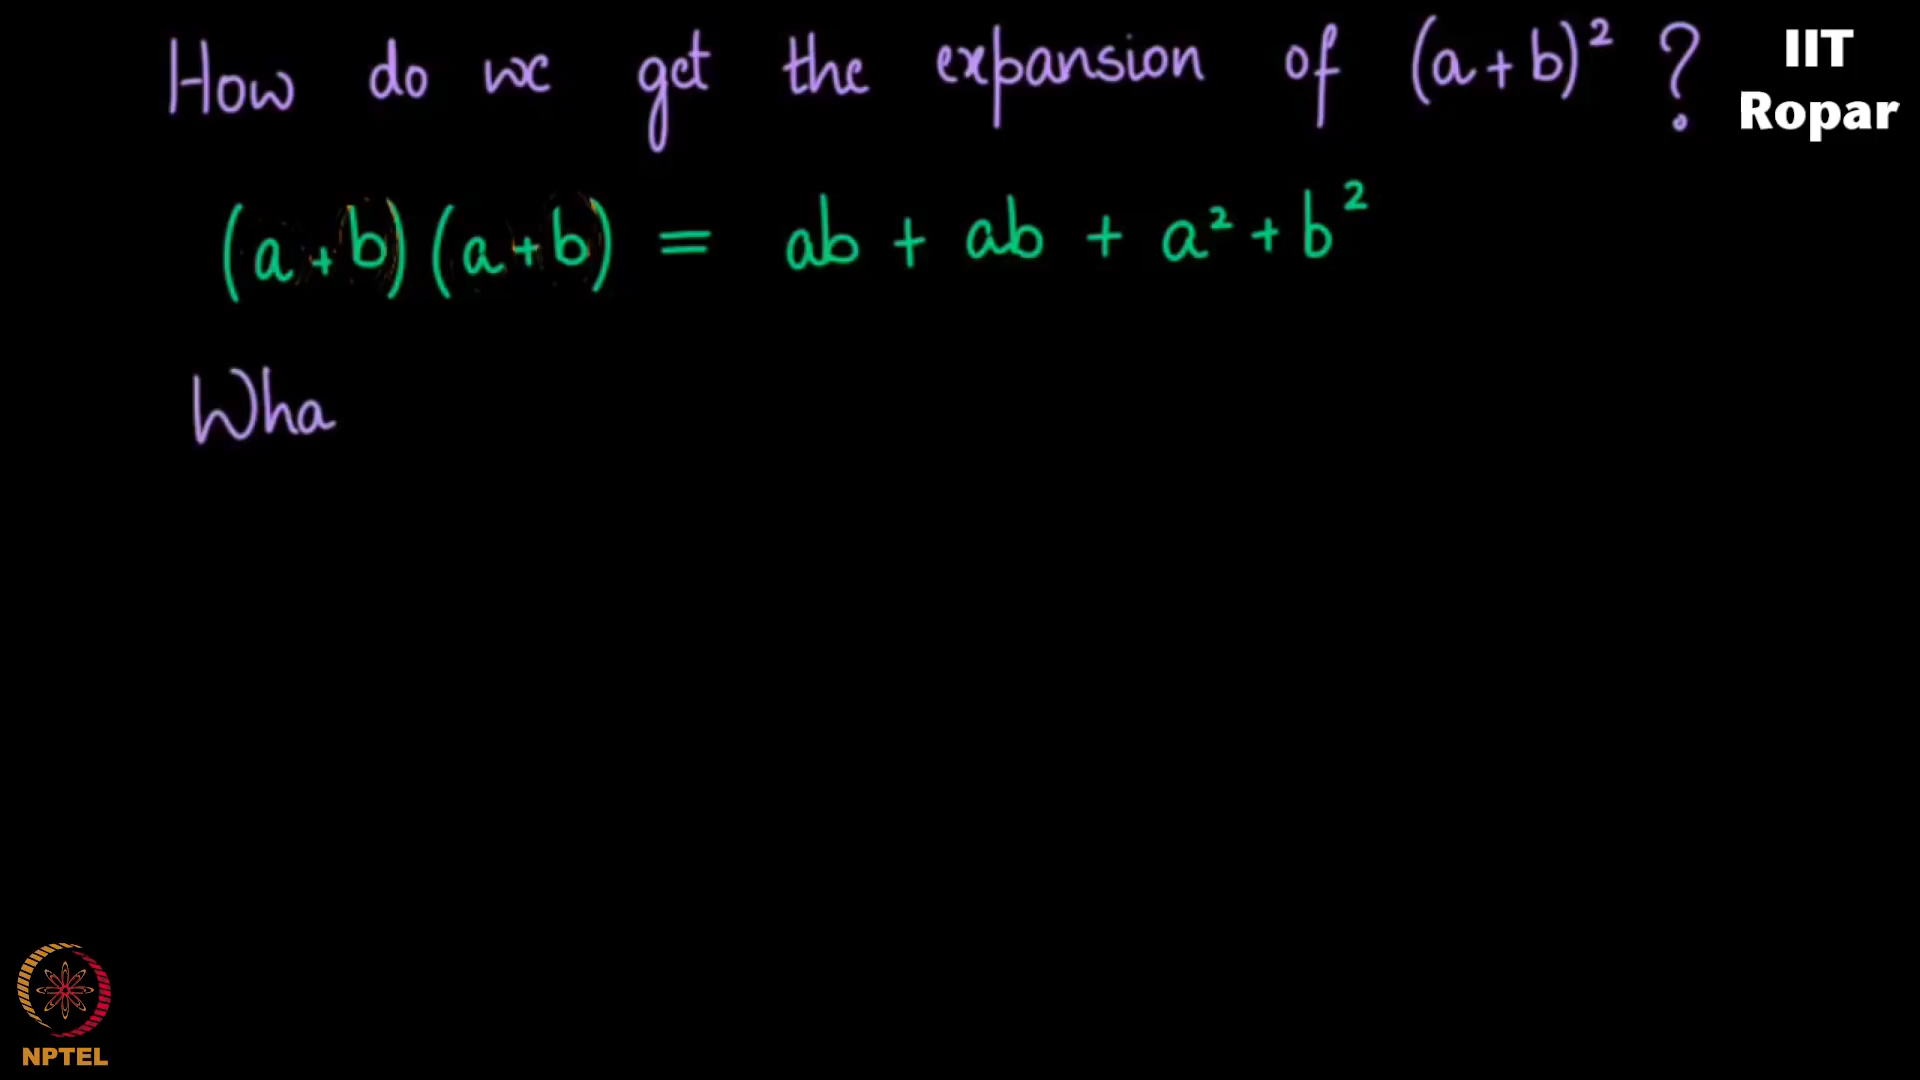 How do we get the expansion of (a+b)² ?
IIT
Ropar
(a+b)(a+b) = ab + ab + a² + b²
Wha
NPTEL